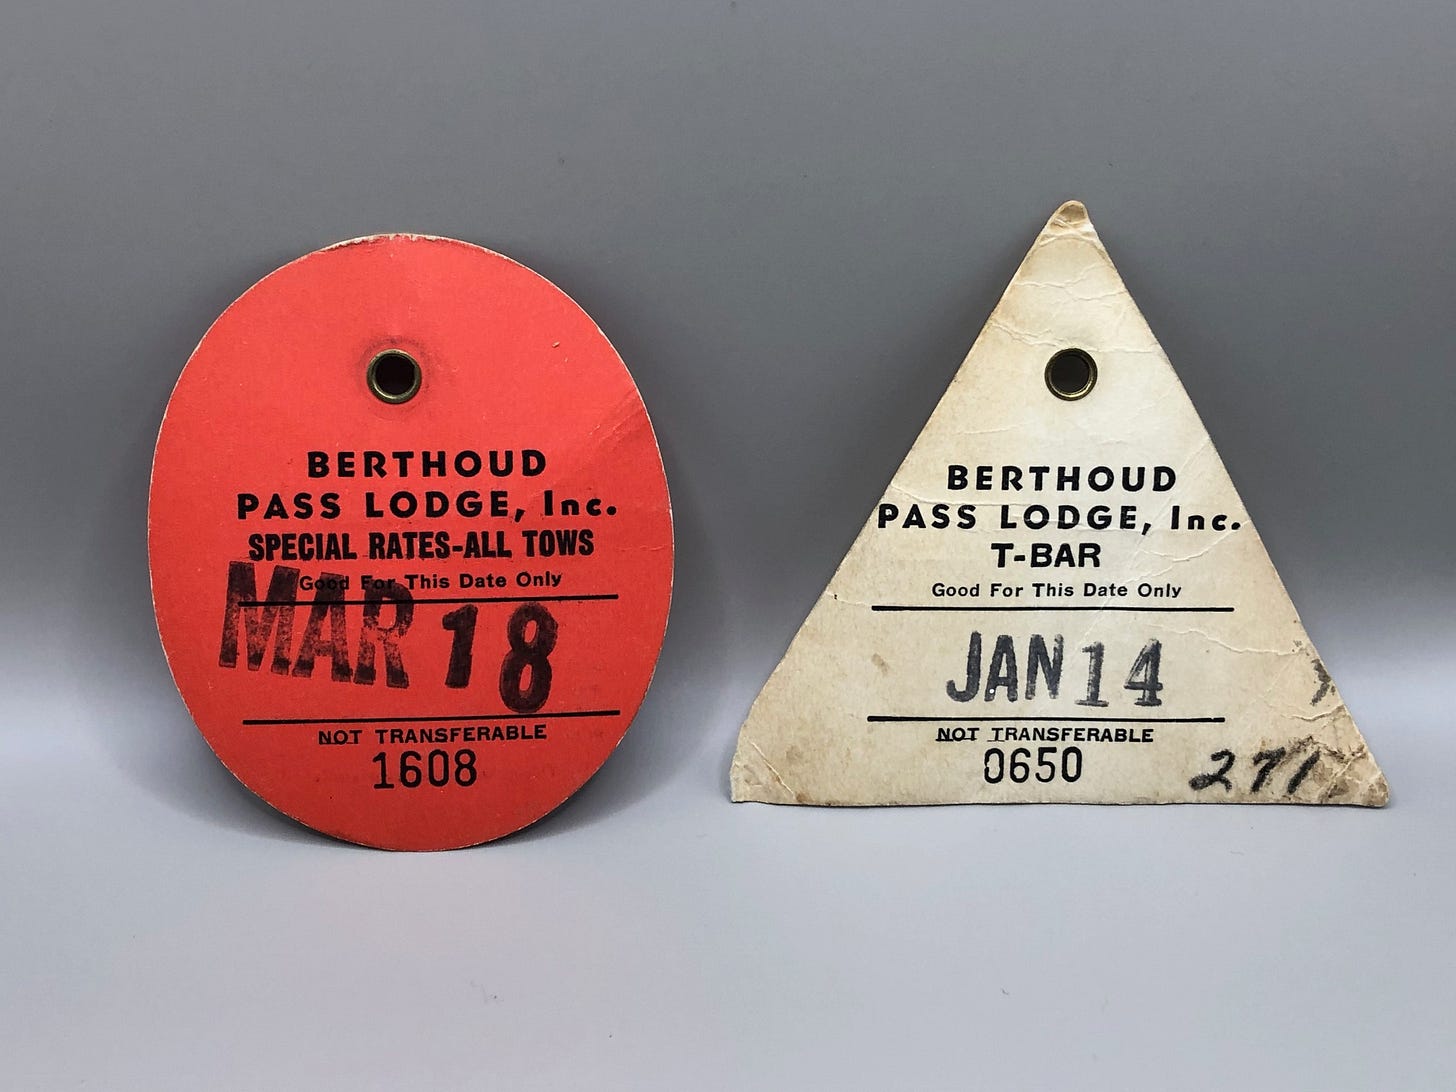 BERTHOUD
PASS LODGE, Inc.
SPECIAL RATES-ALL TOWS
Good For This Date Only
MAR 18
NOT TRANSFERABLE
1608
BERTHOUD
PASS LODGE, Inc.
T-BAR
Good For This Date Only
JAN 14
NOT TRANSFERABLE
0650